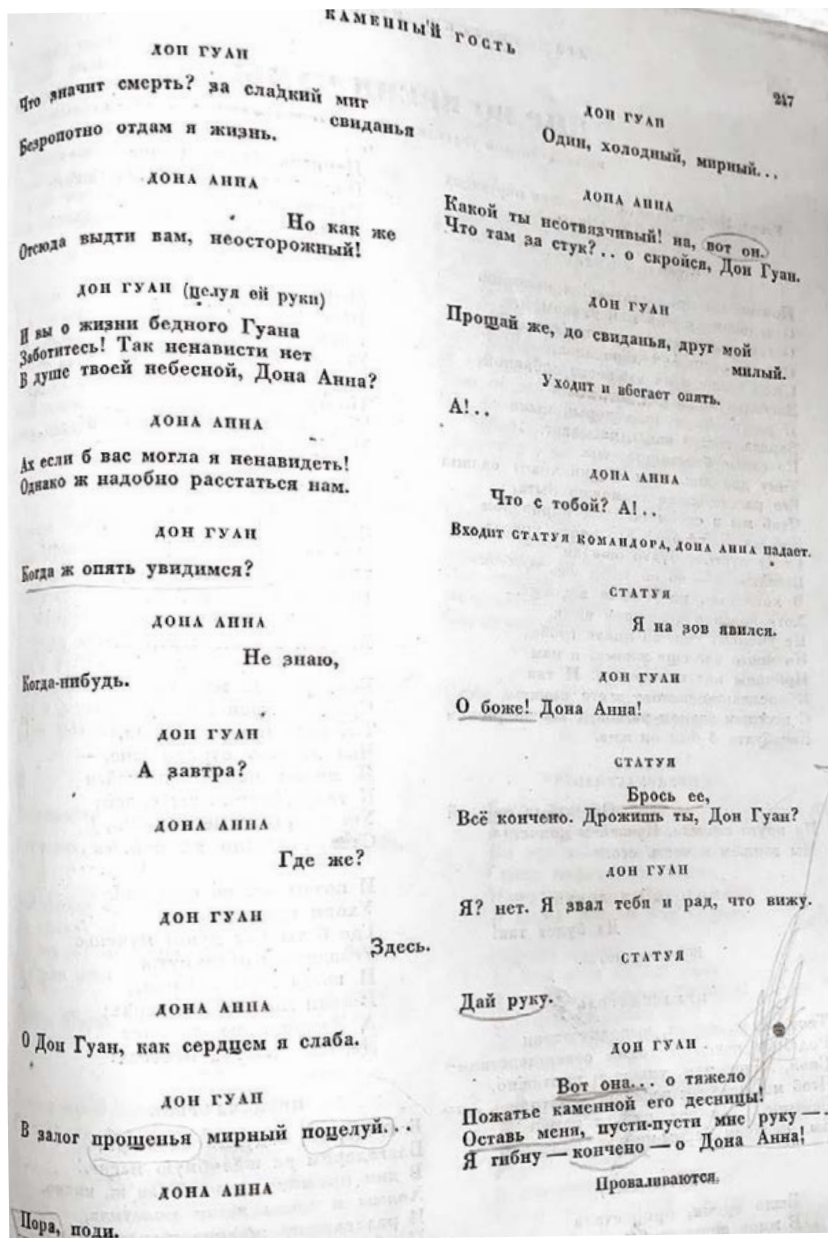 КАМЕННЫЙ ГОСТЬ
ДОН ГУАН
Что значит смерть? за сладкий миг
свиданья
Безропотно отдам я жизнь.
ДОНА АННА
Но как же
Отсюда выдти вам, неосторожный!
ДОН ГУАН (целуя ей руки)
И вы о жизни бедного Гуана
Заботитесь! Так ненависти нет
В душе твоей небесной, Дона Анна?
ДОНА АННА
Ах если б вас могла я ненавидеть!
Однако ж надобно расстаться нам.
ДОН ГУАН
Когда ж опять увидимся?
ДОНА АННА
Не знаю,
Когда-нибудь.
ДОН ГУАН
А завтра?
ДОНА АННА
Где же?
ДОН ГУАН
Здесь.
ДОНА АННА
О Дон Гуан, как сердцем я слаба.
ДОН ГУАН
В залог прощенья мирный поцелуй...
ДОНА АННА
Пора, поди.
247
ДОН ГУАН
Один, холодный, мирный...
ДОНА АННА
Какой ты неотвязчивый! на, вот он.
Что там за стук?.. о скройся, Дон Гуан.
ДОН ГУАН
Прощай же, до свиданья, друг мой
милый.
Уходит и вбегает опять.
А!..
ДОНА АННА
Что с тобой? А!..
Входит СТАТУЯ КОМАНДОРА, ДОНА АННА падает.
СТАТУЯ
Я на зов явился.
ДОН ГУАН
О боже! Дона Анна!
СТАТУЯ
Брось ее,
Всё кончено. Дрожишь ты, Дон Гуан?
ДОН ГУАН
Я? нет. Я звал тебя и рад, что вижу.
СТАТУЯ
Дай руку.
ДОН ГУАН
Вот она... о тяжело
Пожатье каменной его десницы!
Оставь меня, пусти-пусти мне руку —
Я гибну — кончено — о Дона Анна!
Проваливаются.